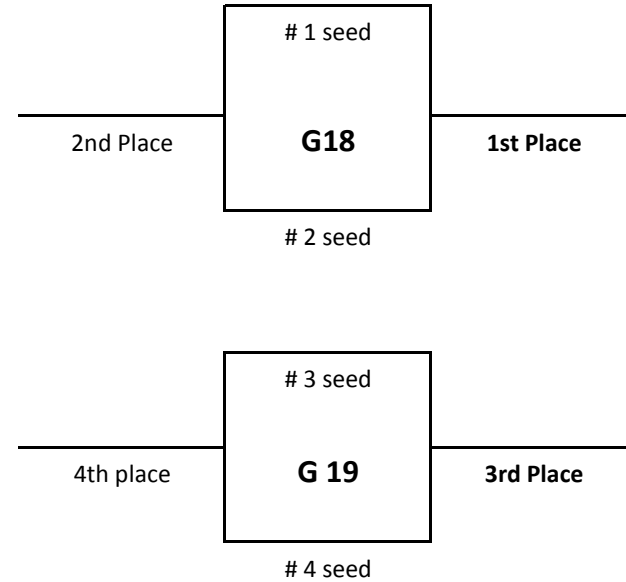 # 1 seed
2nd Place
G18
1st Place
# 2 seed
# 3 seed
4th place
G 19
3rd Place
# 4 seed